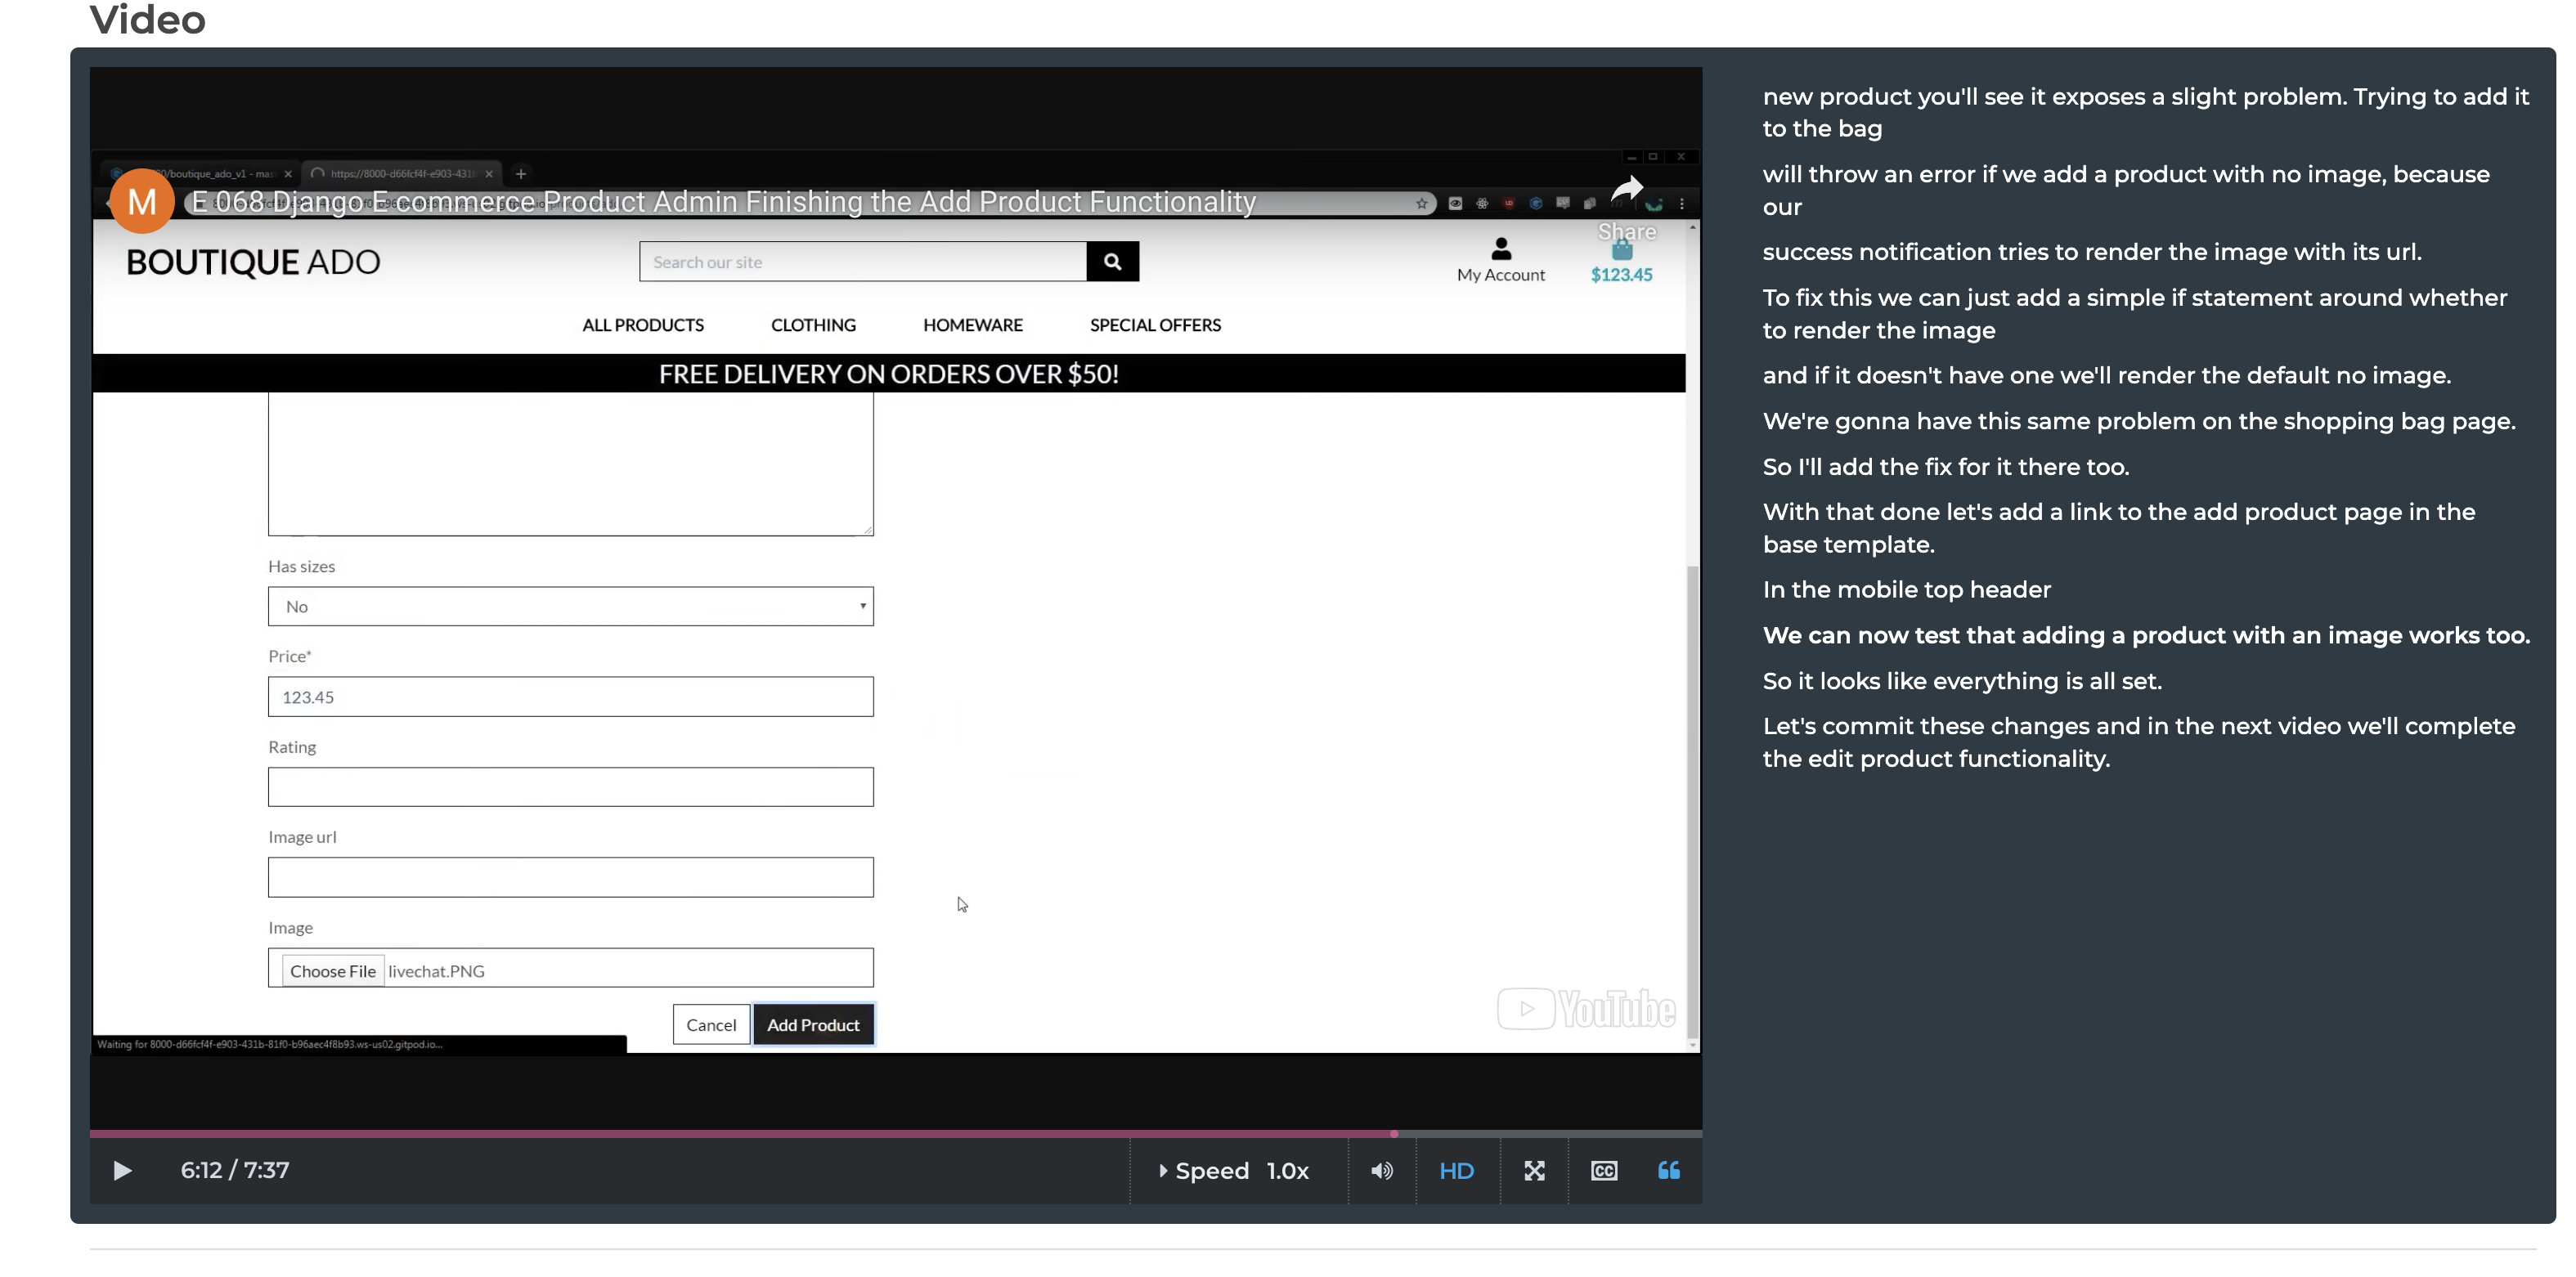 Video
0/boutique_ado_v1 - mas
https://8000-d66fcf4f-e903-431b
M
E 068 Django E-commerce Product Admin Finishing the Add Product Functionality
Share
BOUTIQUE ADO
Search our site
My Account
$123.45
ALL PRODUCTS
CLOTHING
HOMEWARE
SPECIAL OFFERS
FREE DELIVERY ON ORDERS OVER $50!
Has sizes
No
Price*
123.45
Rating
Image url
Image
Choose File livechat.PNG
Cancel
Add Product
YouTube
Waiting for 8000-d66fcf4f-e903-431b-81f0-b96aec4f8b93.ws-us02.gitpod.io...
6:12 / 7:37
Speed 1.0x
HD
CC
new product you'll see it exposes a slight problem. Trying to add it
to the bag
will throw an error if we add a product with no image, because
our
success notification tries to render the image with its url.
To fix this we can just add a simple if statement around whether
to render the image
and if it doesn't have one we'll render the default no image.
We're gonna have this same problem on the shopping bag page.
So I'll add the fix for it there too.
With that done let's add a link to the add product page in the
base template.
In the mobile top header
We can now test that adding a product with an image works too.
So it looks like everything is all set.
Let's commit these changes and in the next video we'll complete
the edit product functionality.